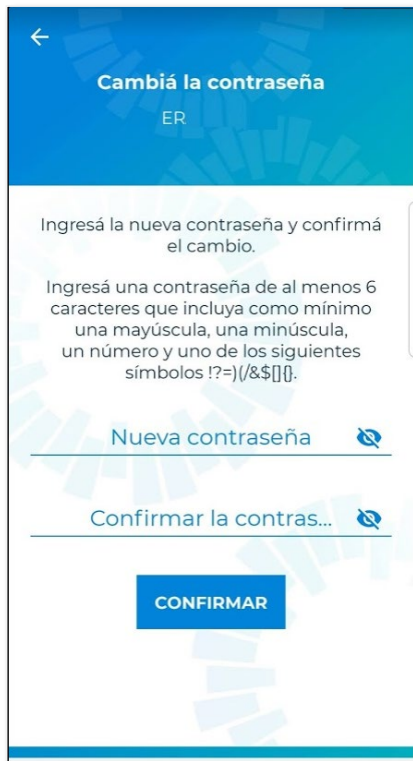 Cambiá la contraseña
ER
Ingresá la nueva contraseña y confirmá
el cambio.
Ingresá una contraseña de al menos 6
caracteres que incluya como mínimo
una mayúscula, una minúscula,
un número y uno de los siguientes
símbolos !?=)(/&$[]{}.
Nueva contraseña
Confirmar la contras...
CONFIRMAR